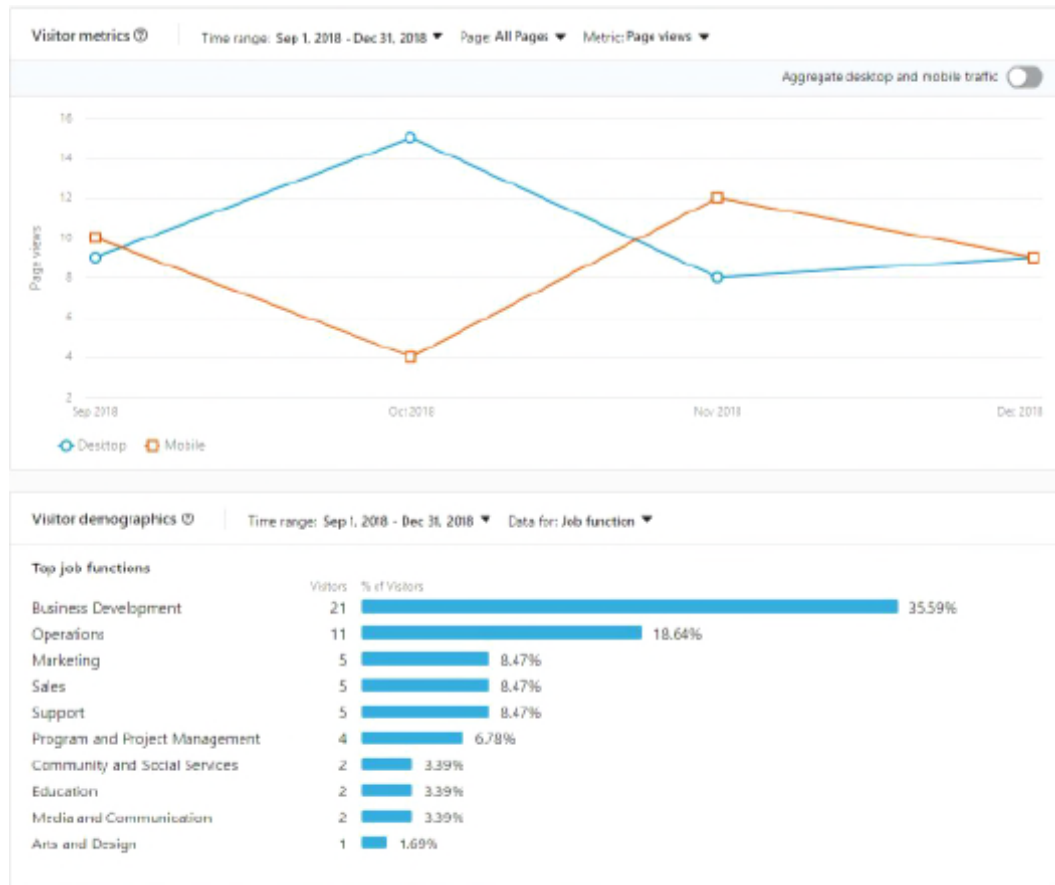 Visitor metrics ? Time range: Sep 1, 2018 - Dec 31, 2018 ▼ Page: All Pages ▼ Metric: Page views ▼
Aggregate desktop and mobile traffic
16
14
12
10
8
6
4
2
Page views
Sep 2018 Oct 2018 Nov 2018 Dec 2018
Desktop Mobile
Visitor demographics ? Time range: Sep 1, 2018 - Dec 31, 2018 ▼ Data for: Job function ▼
Top job functions
Visitors % of Visitors
Business Development 21 35.59%
Operations 11 18.64%
Marketing 5 8.47%
Sales 5 8.47%
Support 5 8.47%
Program and Project Management 4 6.78%
Community and Social Services 2 3.39%
Education 2 3.39%
Media and Communication 2 3.39%
Arts and Design 1 1.69%